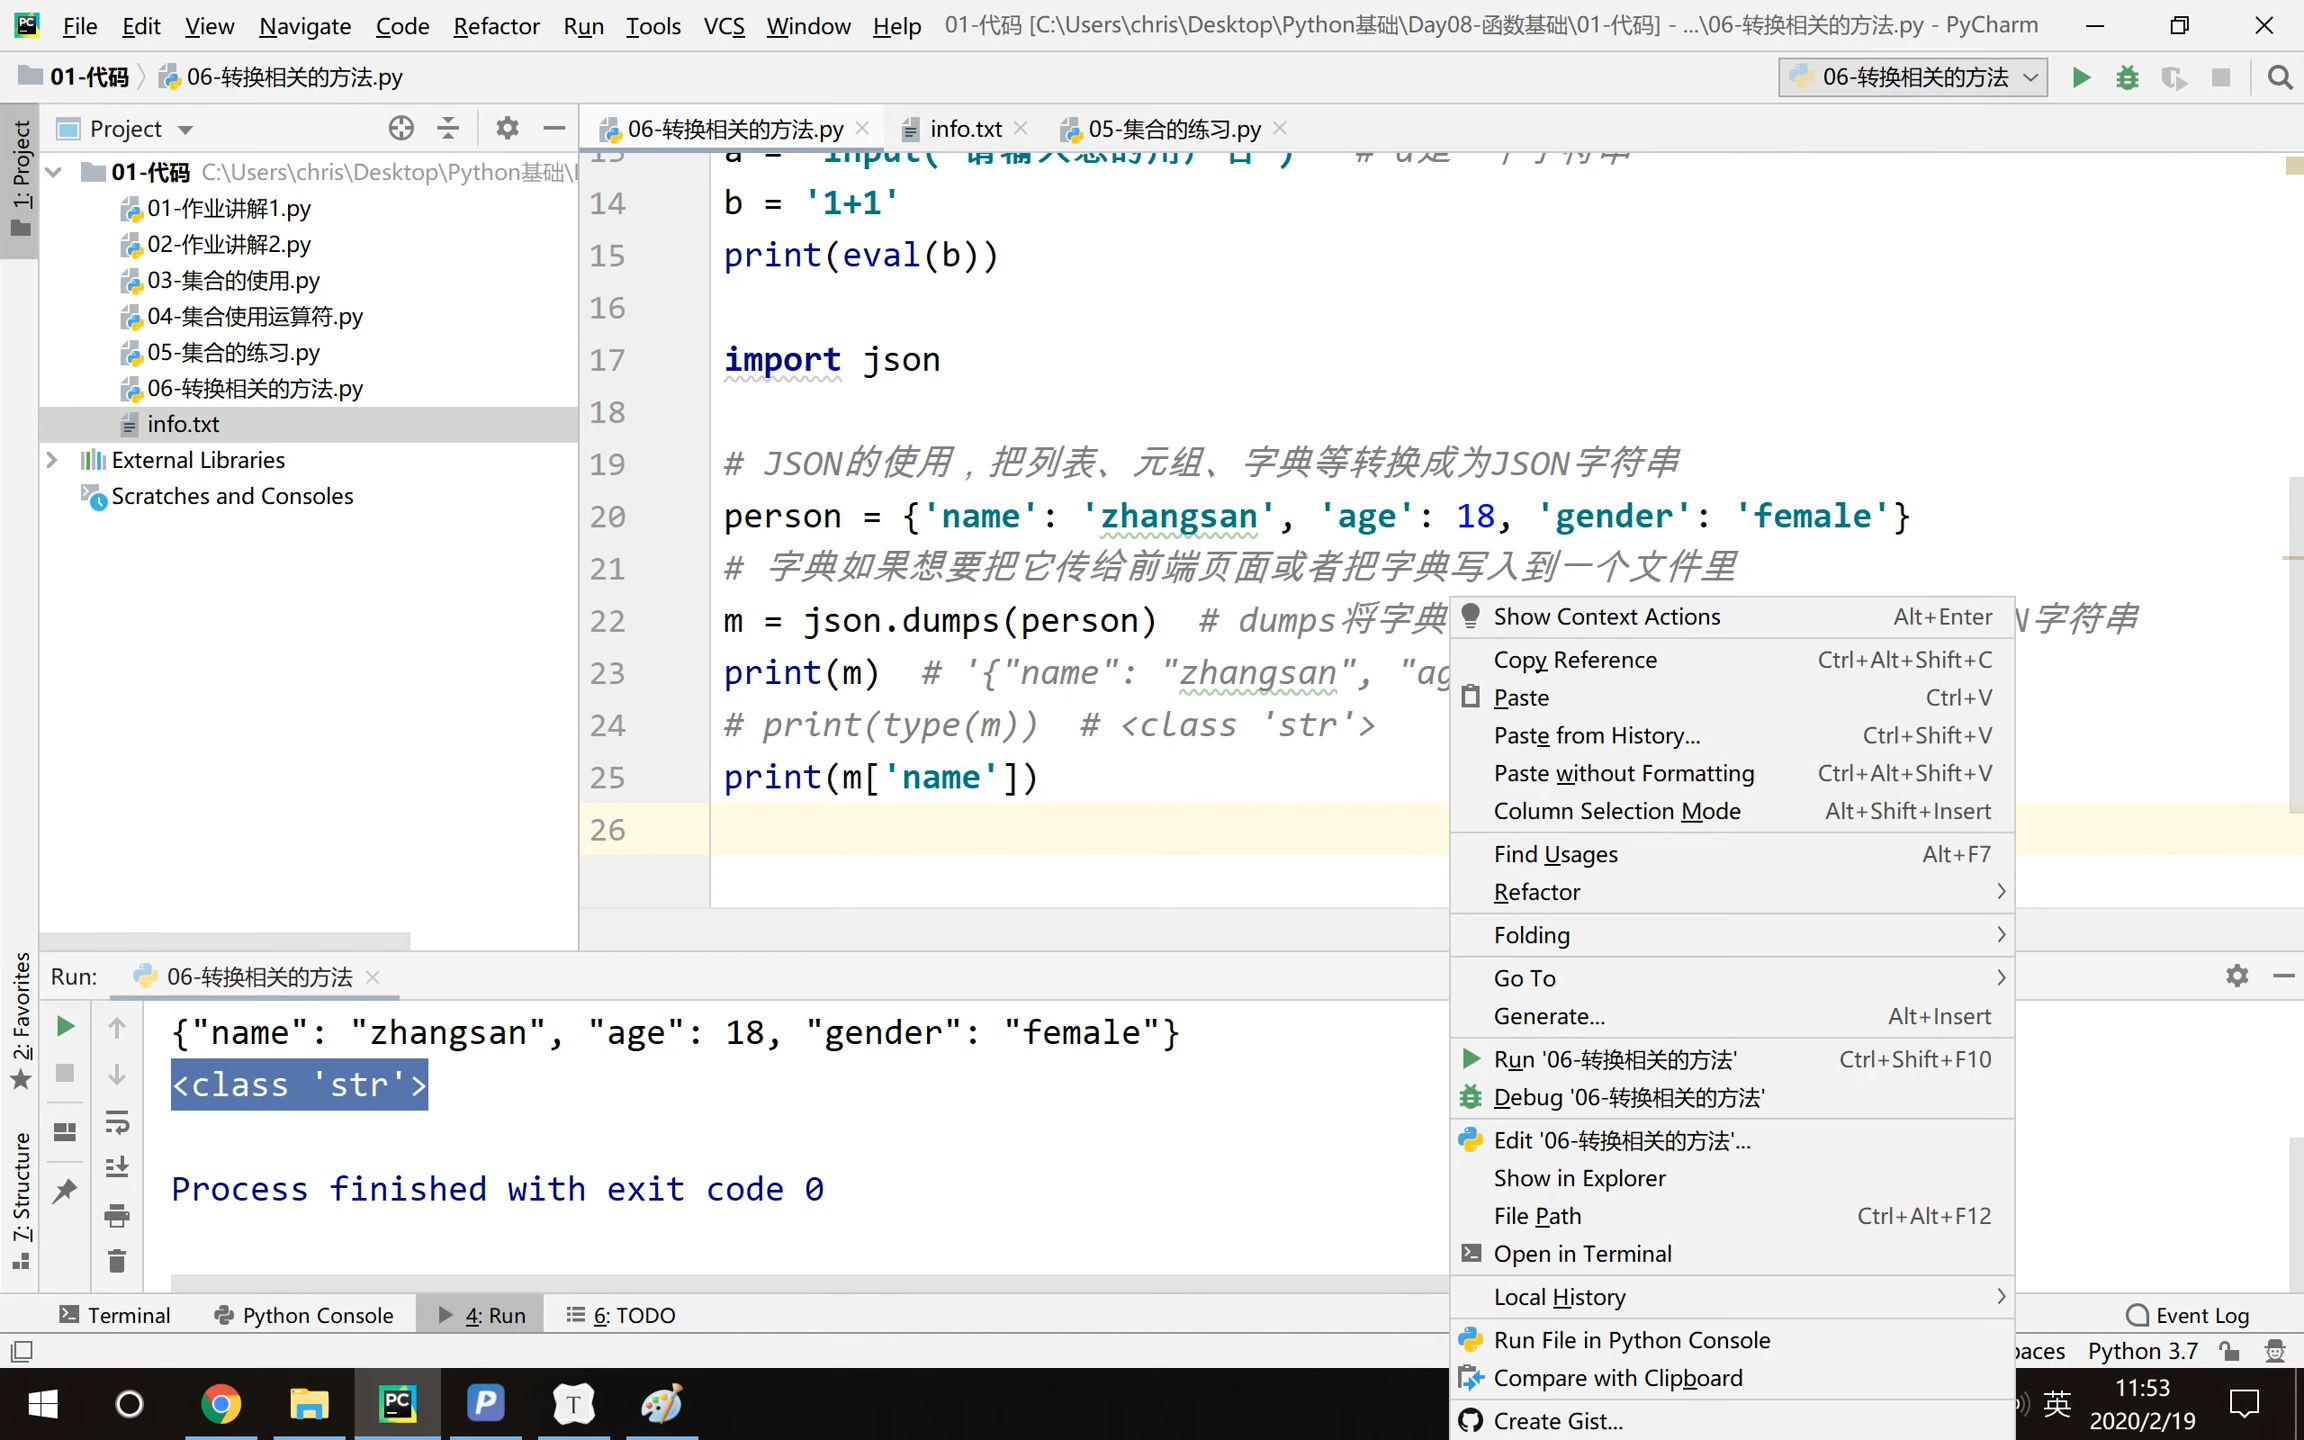 File Edit View Navigate Code Refactor Run Tools VCS Window Help 01-代码 [C:\Users\chris\Desktop\Python基础\Day08-函数基础\01-代码] - ...\06-转换相关的方法.py - PyCharm
01-代码 06-转换相关的方法.py
06-转换相关的方法
1: Project
2: Favorites
7: Structure
Project
01-代码 C:\Users\chris\Desktop\Python基础\
01-作业讲解1.py
02-作业讲解2.py
03-集合的使用.py
04-集合使用运算符.py
05-集合的练习.py
06-转换相关的方法.py
info.txt
External Libraries
Scratches and Consoles
06-转换相关的方法.py info.txt 05-集合的练习.py
14 b = '1+1'
15 print(eval(b))
16
17 import json
18
19 # JSON的使用，把列表、元组、字典等转换成为JSON字符串
20 person = {'name': 'zhangsan', 'age': 18, 'gender': 'female'}
21 # 字典如果想要把它传给前端页面或者把字典写入到一个文件里
22 m = json.dumps(person)  # dumps将字典 字符串
23 print(m)  # '{"name": "zhangsan", "ag
24 # print(type(m))  # <class 'str'>
25 print(m['name'])
26
Show Context Actions Alt+Enter
Copy Reference Ctrl+Alt+Shift+C
Paste Ctrl+V
Paste from History... Ctrl+Shift+V
Paste without Formatting Ctrl+Alt+Shift+V
Column Selection Mode Alt+Shift+Insert
Find Usages Alt+F7
Refactor
Folding
Go To
Generate... Alt+Insert
Run '06-转换相关的方法' Ctrl+Shift+F10
Debug '06-转换相关的方法'
Edit '06-转换相关的方法'...
Show in Explorer
File Path Ctrl+Alt+F12
Open in Terminal
Local History
Run File in Python Console
Compare with Clipboard
Create Gist...
Run: 06-转换相关的方法
{"name": "zhangsan", "age": 18, "gender": "female"}
<class 'str'>
Process finished with exit code 0
Terminal Python Console 4: Run 6: TODO Event Log
paces Python 3.7
英 11:53
2020/2/19